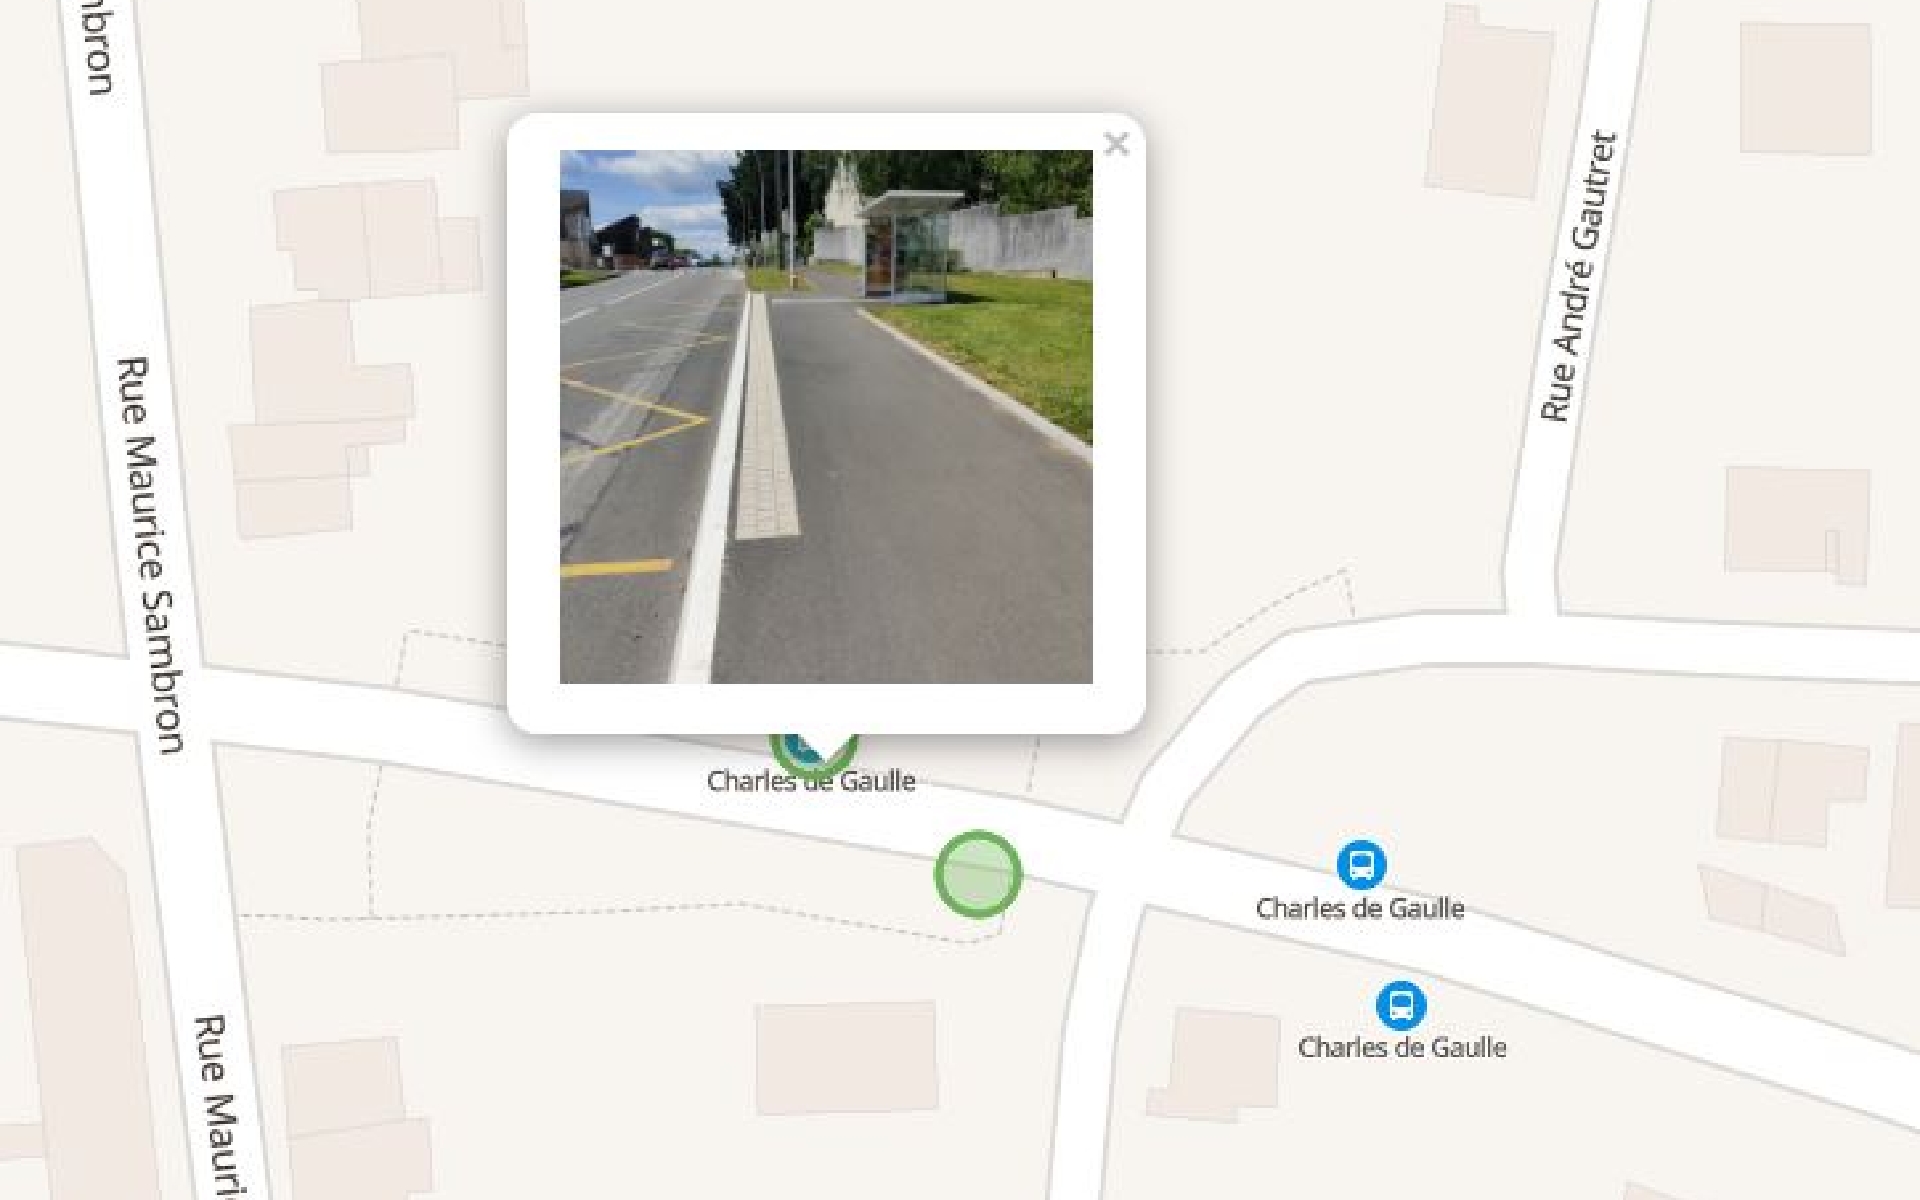 mbron
Rue André Gautret
Rue Maurice Sambron
Charles de Gaulle
Charles de Gaulle
Charles de Gaulle
Rue Mauri